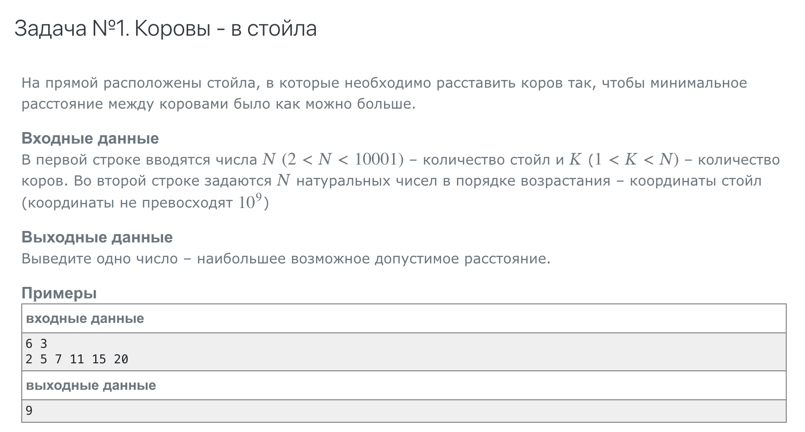 Задача №1. Коровы - в стойла
На прямой расположены стойла, в которые необходимо расставить коров так, чтобы минимальное
расстояние между коровами было как можно больше.
Входные данные
В первой строке вводятся числа N (2 < N < 10001) – количество стойл и K (1 < K < N) – количество
коров. Во второй строке задаются N натуральных чисел в порядке возрастания – координаты стойл
(координаты не превосходят 10⁹)
Выходные данные
Выведите одно число – наибольшее возможное допустимое расстояние.
Примеры
входные данные
6 3
2 5 7 11 15 20
выходные данные
9